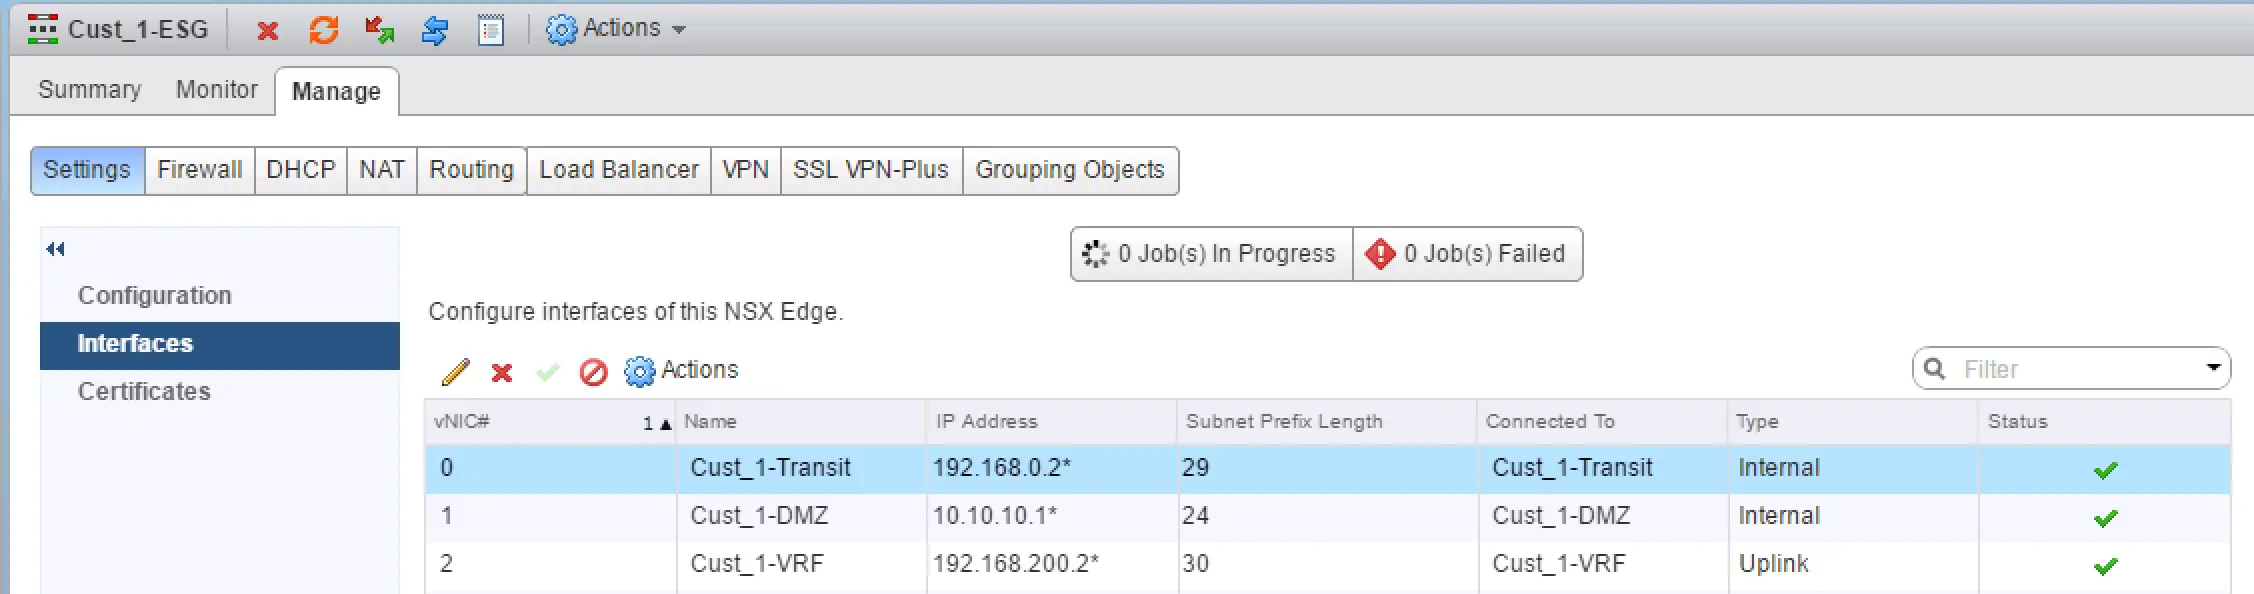 Cust_1-ESG Actions
Summary Monitor Manage
Settings Firewall DHCP NAT Routing Load Balancer VPN SSL VPN-Plus Grouping Objects
0 Job(s) In Progress 0 Job(s) Failed
Configuration
Interfaces
Certificates
Configure interfaces of this NSX Edge.
Actions Filter
vNIC# 1 ▲ Name IP Address Subnet Prefix Length Connected To Type Status
0 Cust_1-Transit 192.168.0.2* 29 Cust_1-Transit Internal
1 Cust_1-DMZ 10.10.10.1* 24 Cust_1-DMZ Internal
2 Cust_1-VRF 192.168.200.2* 30 Cust_1-VRF Uplink